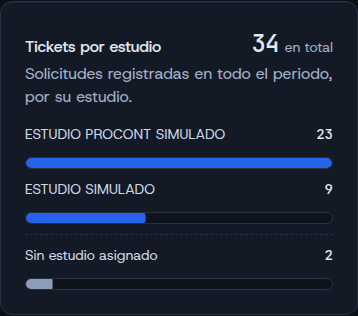 Tickets por estudio 34 en total
Solicitudes registradas en todo el periodo,
por su estudio.
ESTUDIO PROCONT SIMULADO 23
ESTUDIO SIMULADO 9
Sin estudio asignado 2